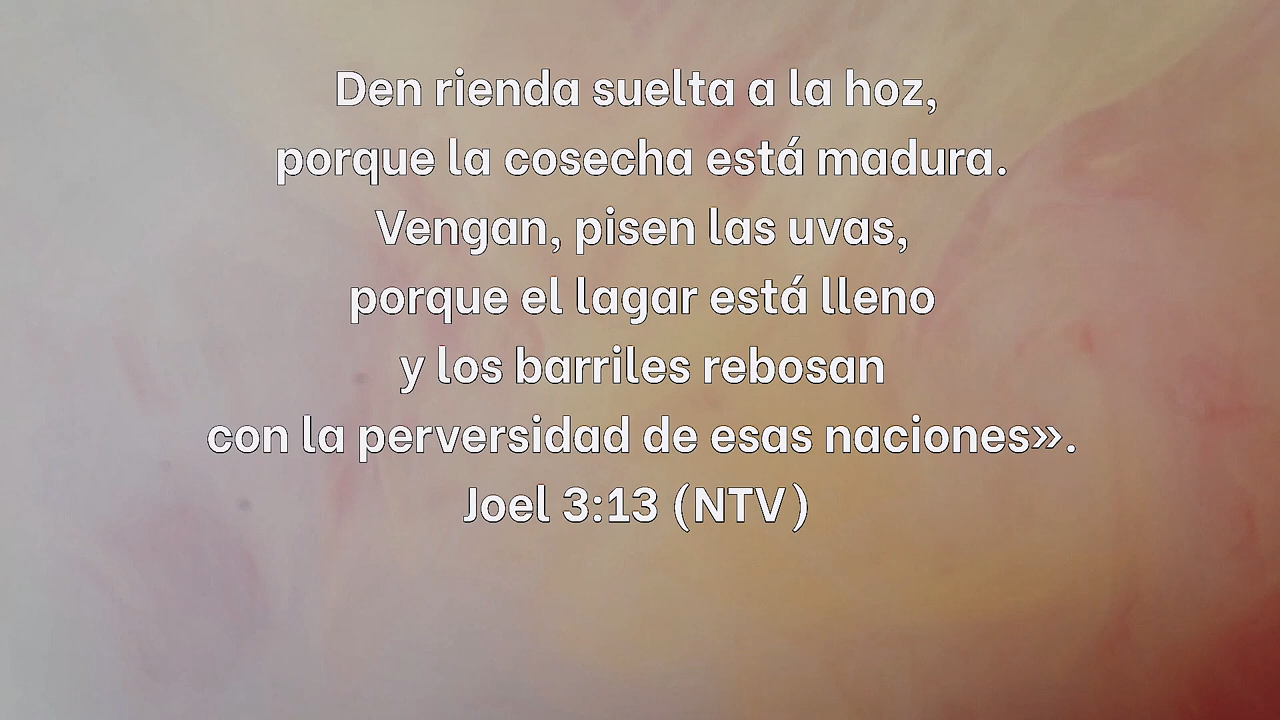 Den rienda suelta a la hoz,
porque la cosecha está madura.
Vengan, pisen las uvas,
porque el lagar está lleno
y los barriles rebosan
con la perversidad de esas naciones».
Joel 3:13 (NTV)